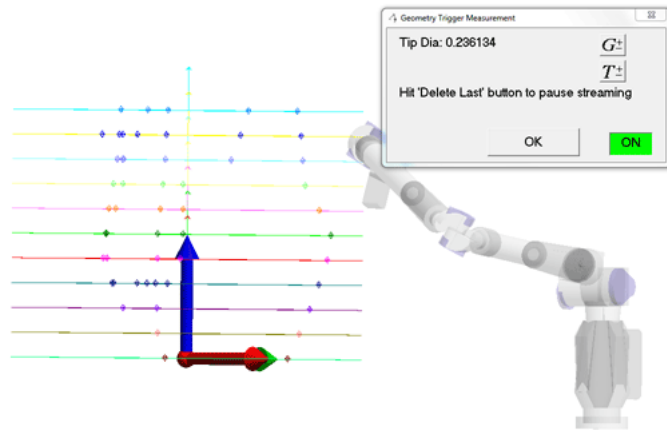 Geometry Trigger Measurement
Tip Dia: 0.236134
G±
T±
Hit 'Delete Last' button to pause streaming
OK
ON